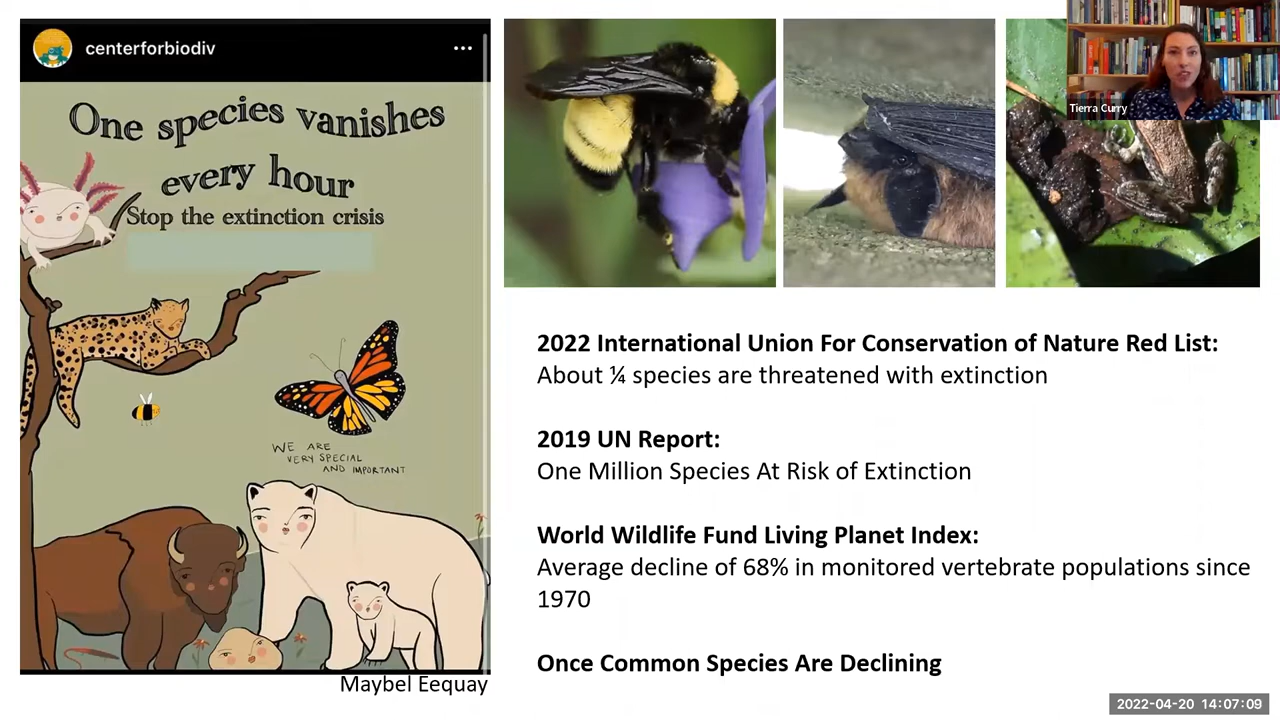 centerforbiodiv
One species vanishes
every hour
Stop the extinction crisis
WE ARE
VERY SPECIAL
AND IMPORTANT
Maybel Eequay
Tierra Curry
2022 International Union For Conservation of Nature Red List:
About ¼ species are threatened with extinction
2019 UN Report:
One Million Species At Risk of Extinction
World Wildlife Fund Living Planet Index:
Average decline of 68% in monitored vertebrate populations since
1970
Once Common Species Are Declining
2022-04-20 14:07:09